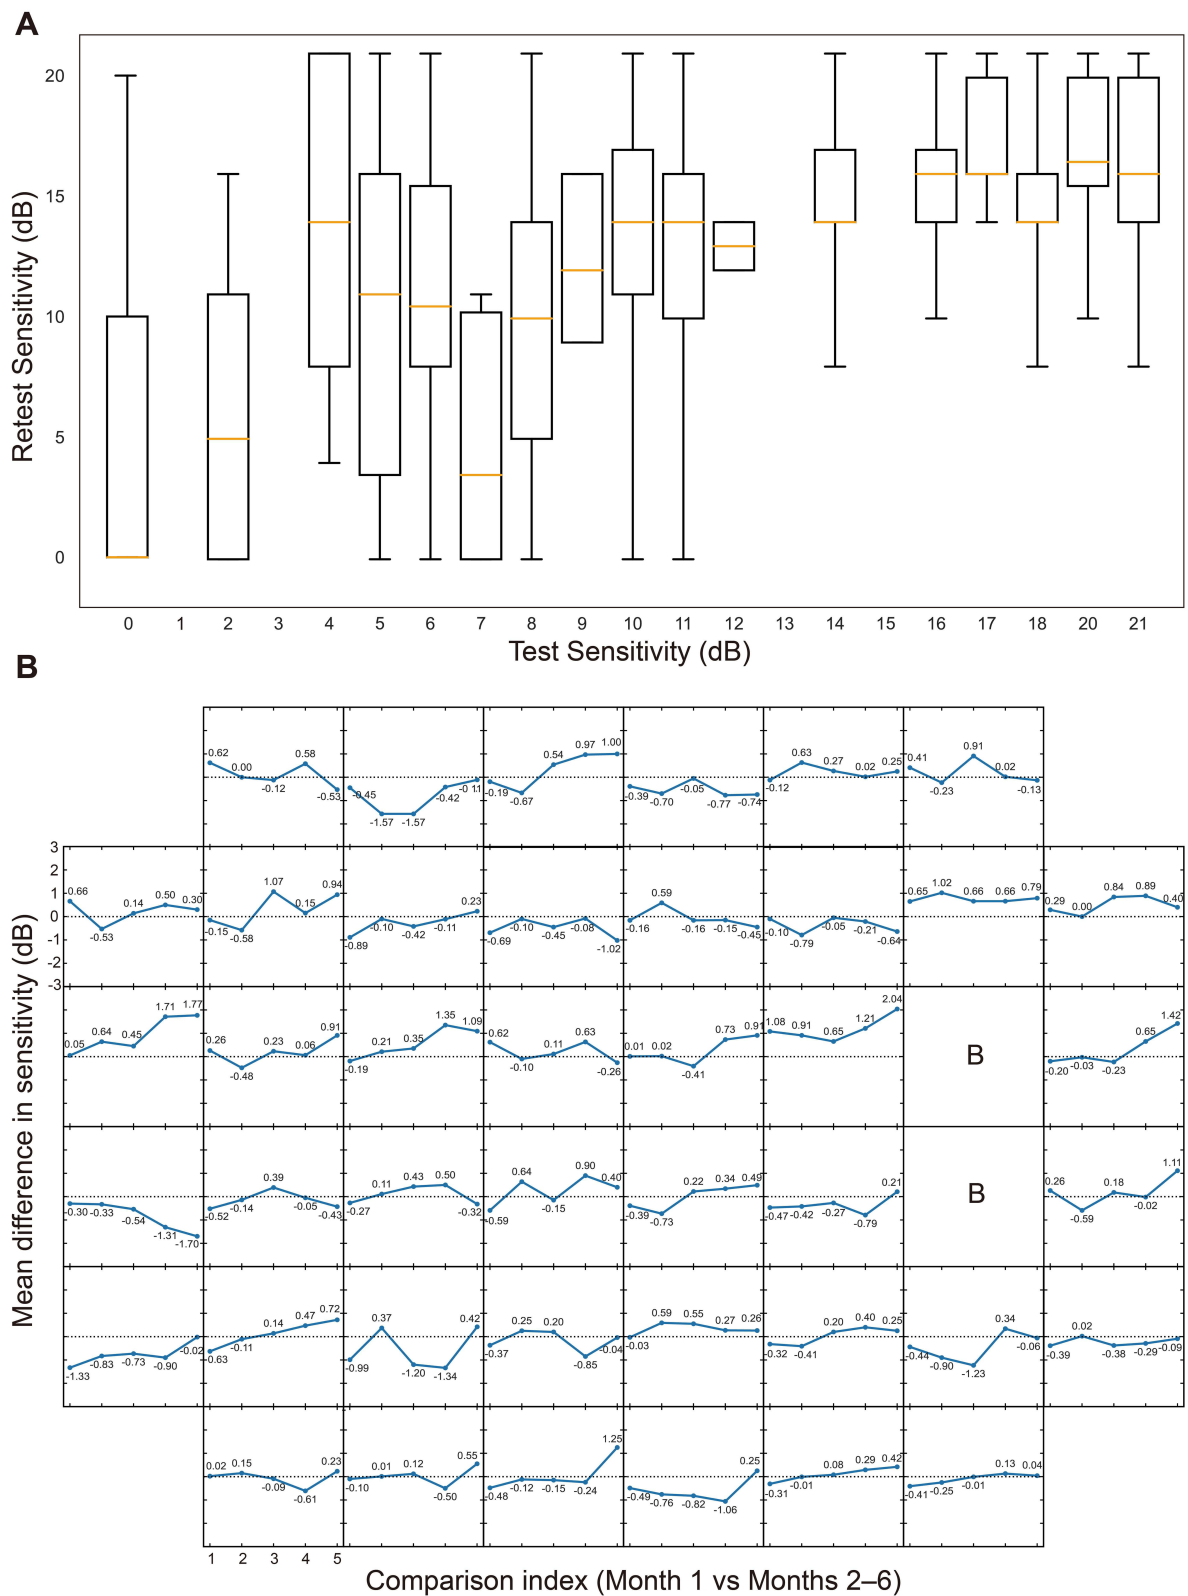 A
20
15
10
5
0
Retest Sensitivity (dB)
0 1 2 3 4 5 6 7 8 9 10 11 12 13 14 15 16 17 18 20 21
Test Sensitivity (dB)
B
Mean difference in sensitivity (dB)
0.62 0.00 -0.12 0.58 -0.53
-0.45 -1.57 -1.57 -0.42 -0.11
-0.19 -0.67 0.54 0.97 1.00
-0.39 -0.70 -0.05 -0.77 -0.74
-0.12 0.63 0.27 0.02 0.25
0.41 -0.23 0.91 0.02 -0.13
3
2
1
0
-1
-2
-3
0.66 -0.53 0.14 0.50 0.30
-0.15 -0.58 1.07 0.15 0.94
-0.89 -0.10 -0.42 -0.11 0.23
-0.69 -0.10 -0.45 -0.08 -1.02
-0.16 0.59 -0.16 -0.15 -0.45
-0.10 -0.79 -0.05 -0.21 -0.64
0.65 1.02 0.66 0.66 0.79
0.29 0.00 0.84 0.89 0.40
0.05 0.64 0.45 1.71 1.77
0.26 -0.48 0.23 0.06 0.91
-0.19 0.21 0.35 1.35 1.09
0.62 -0.10 0.11 0.63 -0.26
0.01 0.02 -0.41 0.73 0.91
1.08 0.91 0.65 1.21 2.04
B
-0.20 -0.03 -0.23 0.65 1.42
-0.30 -0.33 -0.54 -1.31 -1.70
-0.52 -0.14 0.39 -0.05 -0.43
-0.27 0.11 0.43 0.50 -0.32
-0.59 0.64 -0.15 0.90 0.40
-0.39 -0.73 0.22 0.34 0.49
-0.47 -0.42 -0.27 -0.79 0.21
B
0.26 -0.59 0.18 -0.02 1.11
-1.33 -0.83 -0.73 -0.90 -0.02
-0.63 -0.11 0.14 0.47 0.72
-0.99 0.37 -1.20 -1.34 0.42
-0.37 0.25 0.20 -0.85 -0.04
-0.03 0.59 0.55 0.27 0.26
-0.32 -0.41 0.20 0.40 0.25
-0.44 -0.90 -1.23 0.34 -0.06
-0.39 0.02 -0.38 -0.29 -0.09
0.02 0.15 -0.09 -0.61 0.23
-0.10 0.01 0.12 -0.50 0.55
-0.48 -0.12 -0.15 -0.24 1.25
-0.49 -0.76 -0.82 -1.06 0.25
-0.31 -0.01 0.08 0.29 0.42
-0.41 -0.25 -0.01 0.13 0.04
1 2 3 4 5
Comparison index (Month 1 vs Months 2–6)